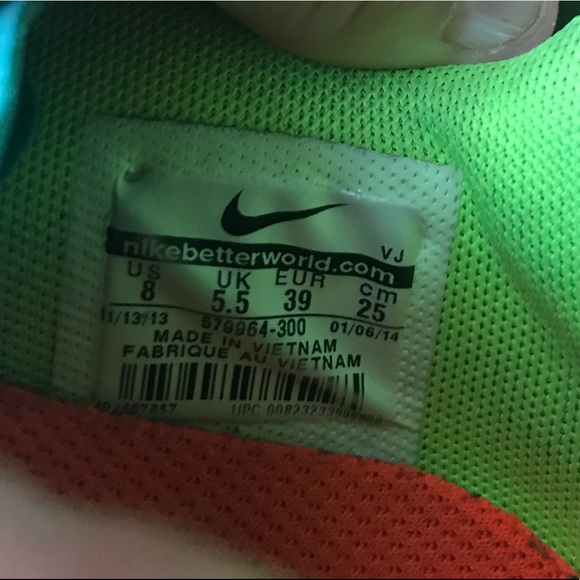 VJ
nikebetterworld.com
US UK EUR cm
8 5.5 39 25
11/13/13 579964-300 01/06/14
MADE IN VIETNAM
FABRIQUE AU VIETNAM
UPC